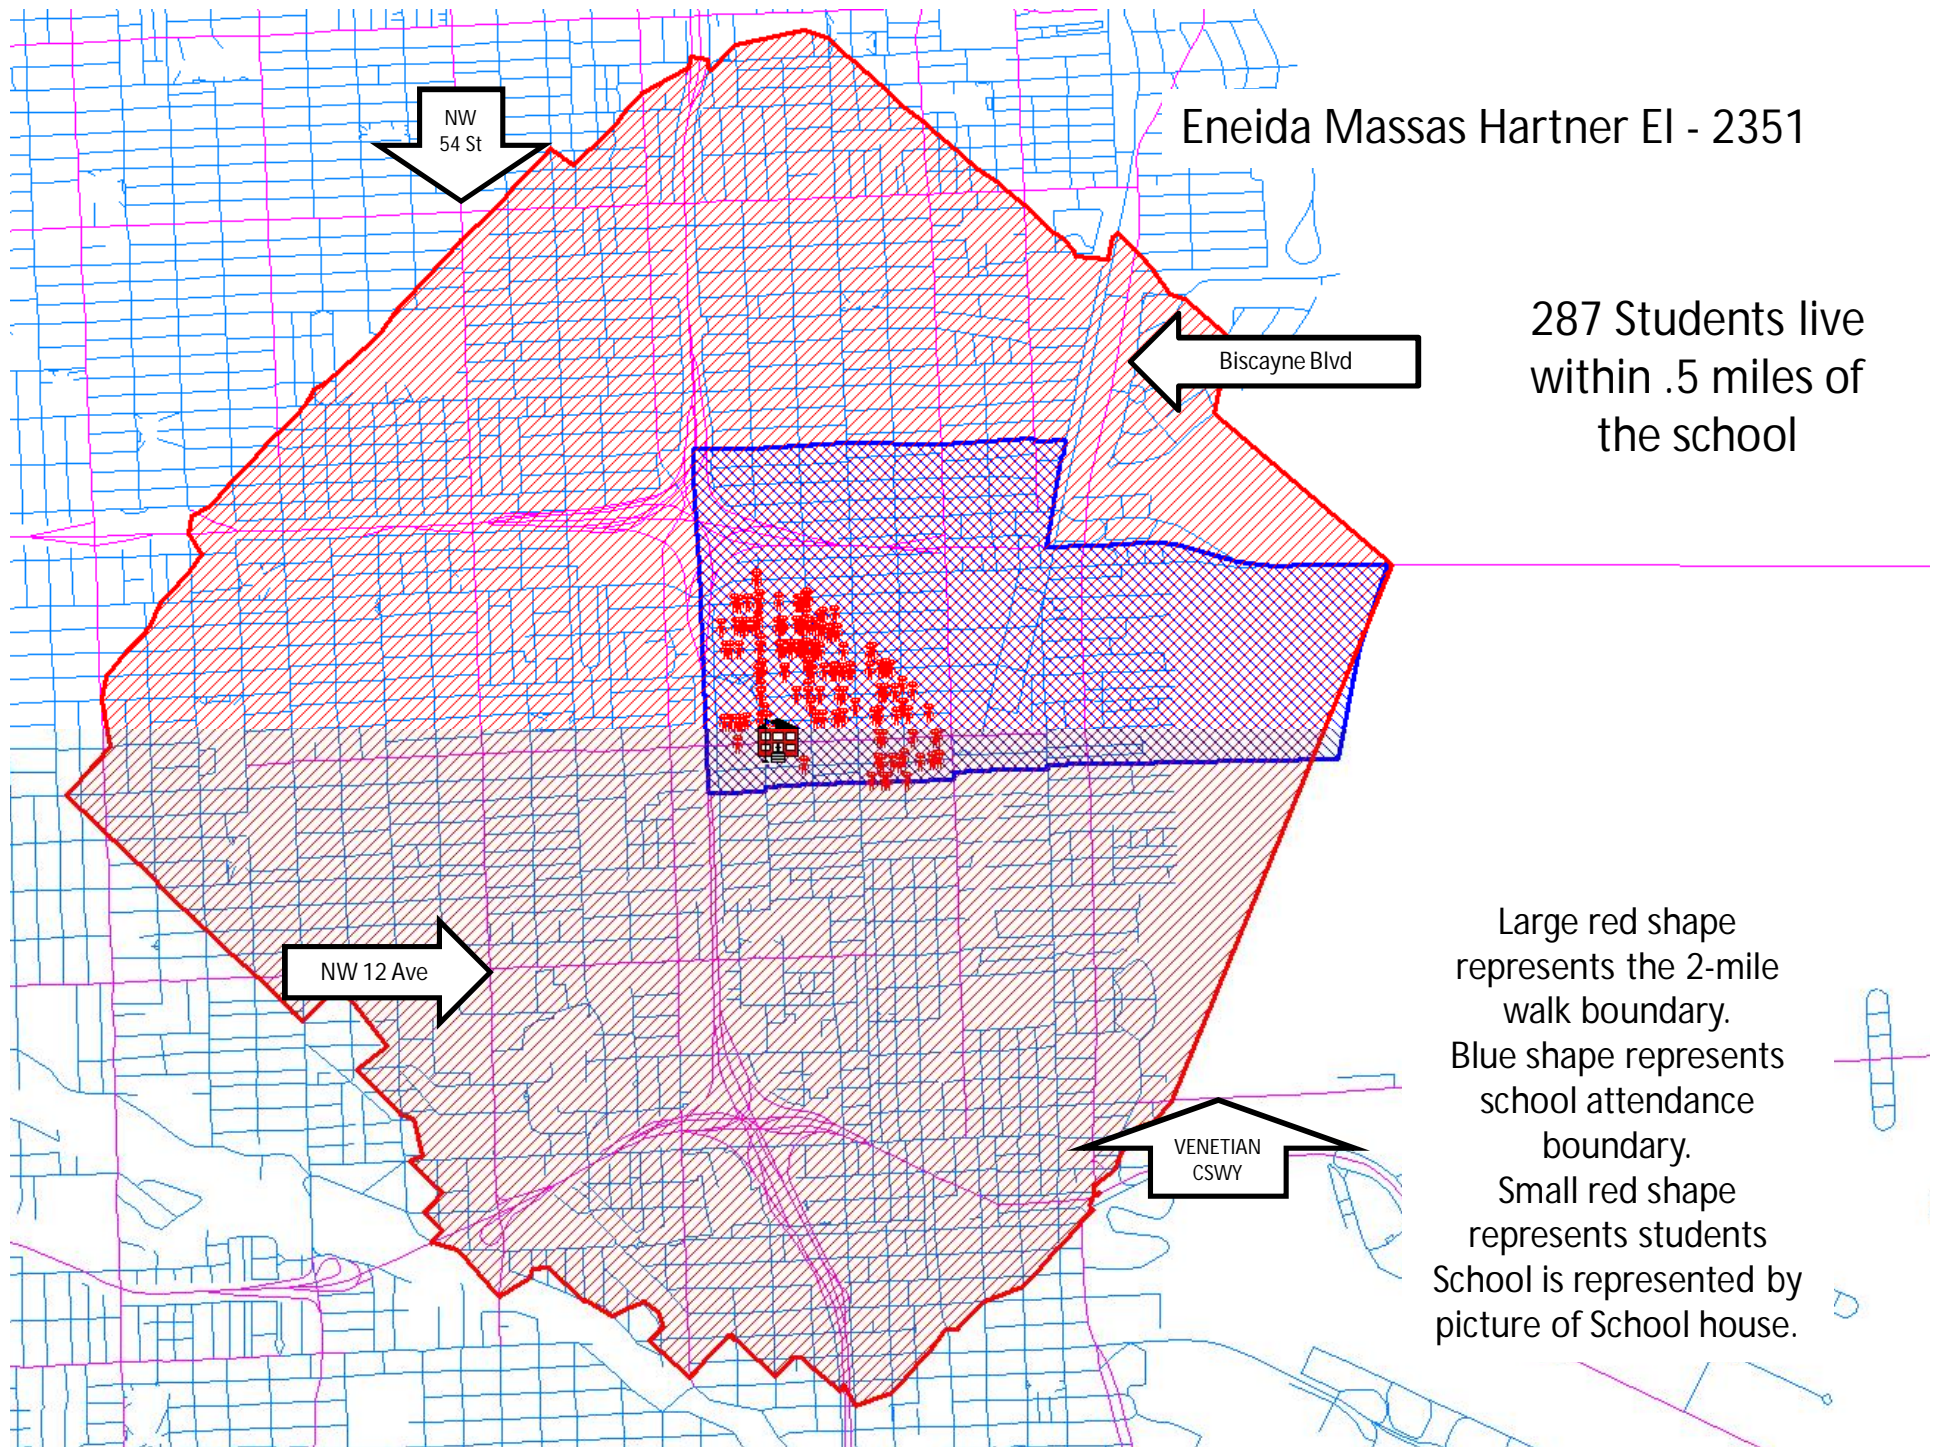 NW
54 St
Eneida Massas Hartner El - 2351
287 Students live
within .5 miles of
the school
Biscayne Blvd
NW 12 Ave
Large red shape
represents the 2-mile
walk boundary.
Blue shape represents
school attendance
boundary.
Small red shape
represents students
School is represented by
picture of School house.
VENETIAN
CSWY